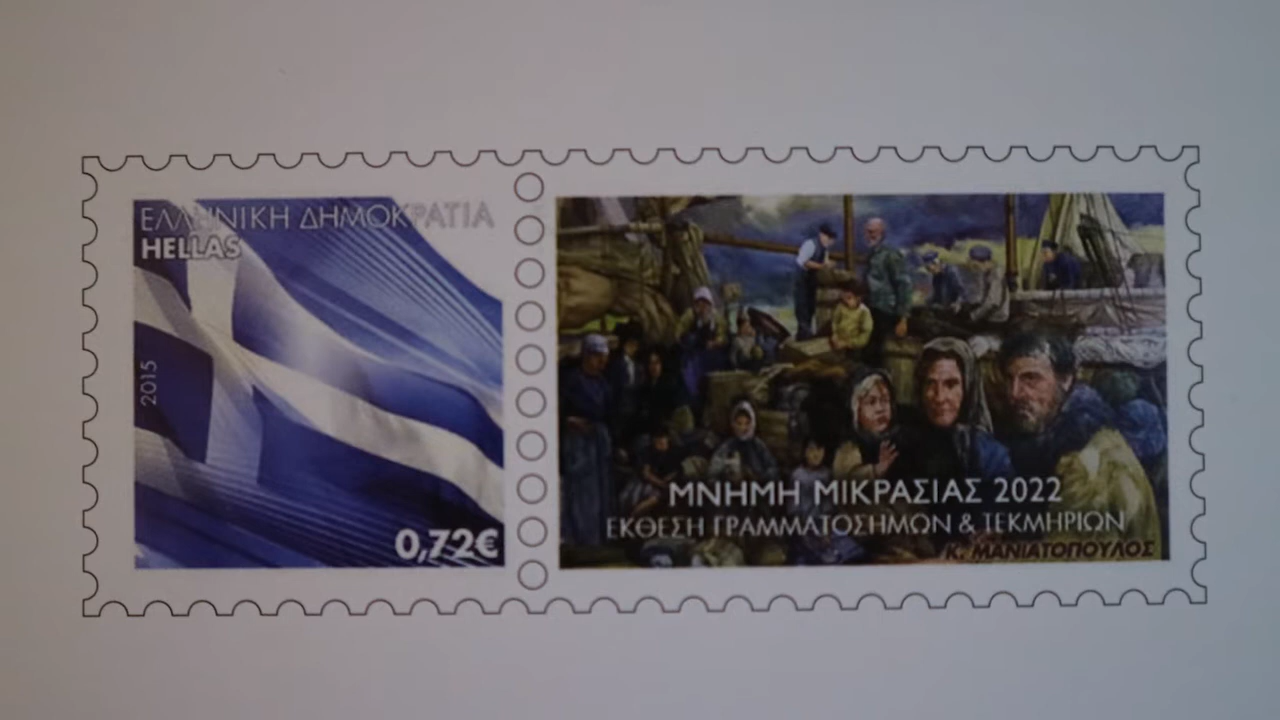 ΕΛΛΗΝΙΚΗ ΔΗΜΟΚΡΑΤΙΑ
HELLAS
2015
0,72€
ΜΝΗΜΗ ΜΙΚΡΑΣΙΑΣ 2022
ΕΚΘΕΣΗ ΓΡΑΜΜΑΤΟΣΗΜΩΝ & ΤΕΚΜΗΡΙΩΝ
Κ. ΜΑΝΙΑΤΟΠΟΥΛΟΣ